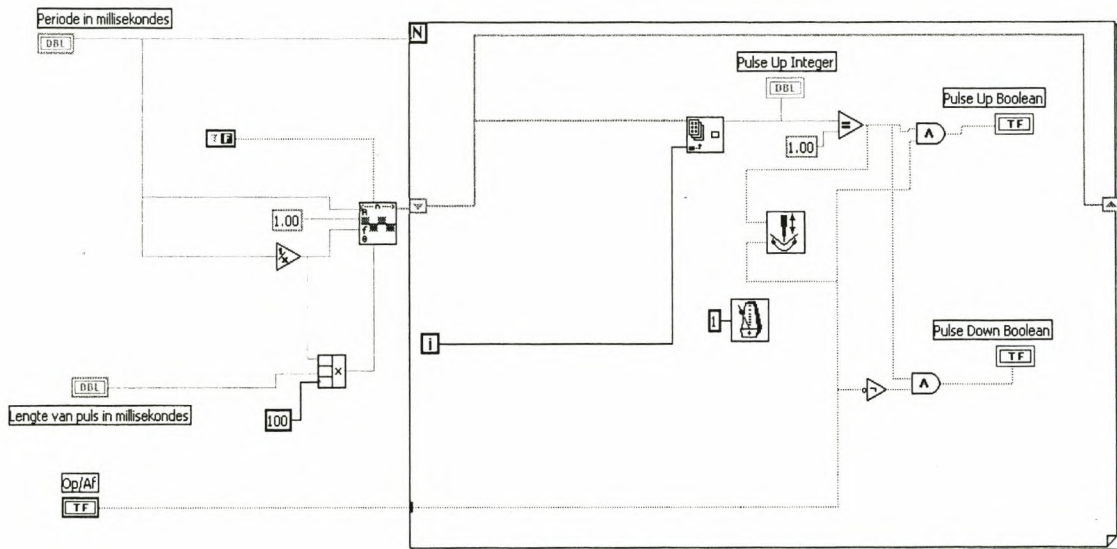 Periode in millisekondes
DBL
N
Pulse Up Integer
DBL
Pulse Up Boolean
TF
? F
1.00
=
1.00
∧
n
A
f
θ
1/x
i
1
Pulse Down Boolean
TF
DBL
x
∧
Lengte van puls in millisekondes
100
Op/Af
TF